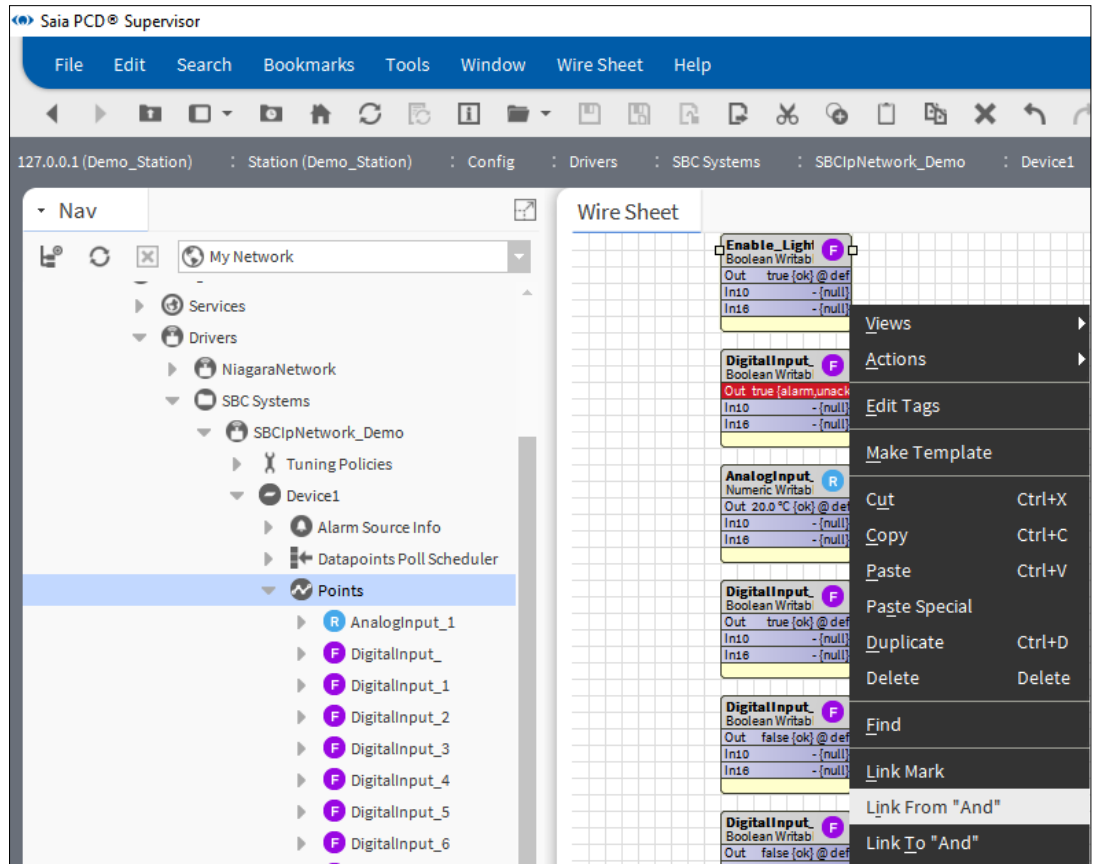 Saia PCD® Supervisor
File Edit Search Bookmarks Tools Window Wire Sheet Help
127.0.0.1 (Demo_Station) : Station (Demo_Station) : Config : Drivers : SBC Systems : SBCIpNetwork_Demo : Device1
Nav
My Network
Services
Drivers
NiagaraNetwork
SBC Systems
SBCIpNetwork_Demo
Tuning Policies
Device1
Alarm Source Info
Datapoints Poll Scheduler
Points
R AnalogInput_1
F DigitalInput_
F DigitalInput_1
F DigitalInput_2
F DigitalInput_3
F DigitalInput_4
F DigitalInput_5
F DigitalInput_6
Wire Sheet
Enable_Light F
Boolean Writab
Out true {ok} @ def
In10 - {null}
In16 - {null}
DigitalInput_ F
Boolean Writab
Out true {alarm,unack
In10 - {null}
In16 - {null}
AnalogInput_ R
Numeric Writab
Out 20.0 °C {ok} @ def
In10 - {null}
In16 - {null}
DigitalInput_ F
Boolean Writab
Out true {ok} @ def
In10 - {null}
In16 - {null}
DigitalInput_ F
Boolean Writab
Out false {ok} @ def
In10 - {null}
In16 - {null}
DigitalInput_ F
Boolean Writab
Out false {ok} @ def
Views
Actions
Edit Tags
Make Template
Cut Ctrl+X
Copy Ctrl+C
Paste Ctrl+V
Paste Special
Duplicate Ctrl+D
Delete Delete
Find
Link Mark
Link From "And"
Link To "And"